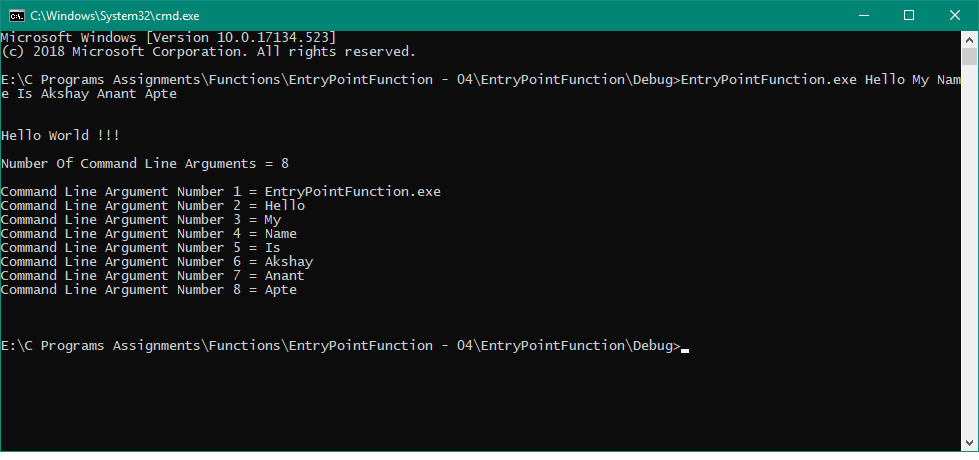 C:\Windows\System32\cmd.exe
Microsoft Windows [Version 10.0.17134.523]
(c) 2018 Microsoft Corporation. All rights reserved.
E:\C Programs Assignments\Functions\EntryPointFunction - 04\EntryPointFunction\Debug>EntryPointFunction.exe Hello My Nam
e Is Akshay Anant Apte
Hello World !!!
Number Of Command Line Arguments = 8
Command Line Argument Number 1 = EntryPointFunction.exe
Command Line Argument Number 2 = Hello
Command Line Argument Number 3 = My
Command Line Argument Number 4 = Name
Command Line Argument Number 5 = Is
Command Line Argument Number 6 = Akshay
Command Line Argument Number 7 = Anant
Command Line Argument Number 8 = Apte
E:\C Programs Assignments\Functions\EntryPointFunction - 04\EntryPointFunction\Debug>